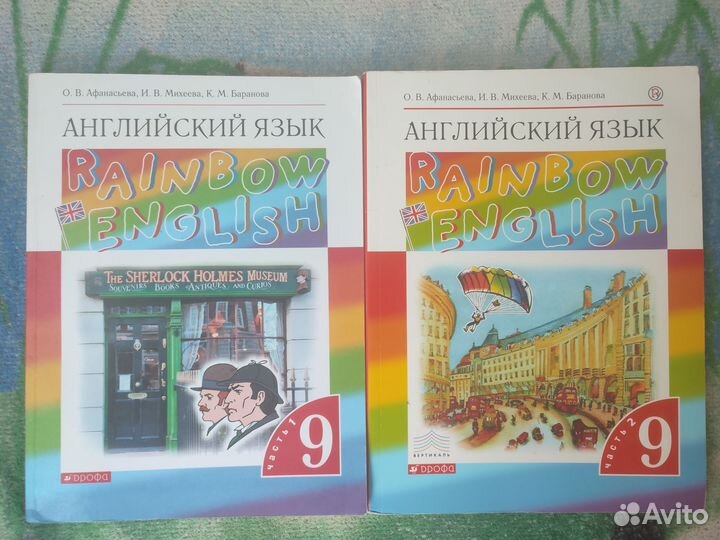 О. В. Афанасьева, И. В. Михеева, К. М. Баранова
АНГЛИЙСКИЙ ЯЗЫК
RAINBOW
ENGLISH
THE SHERLOCK HOLMES MUSEUM
SOUVENIRS BOOKS ANTIQUES AND CURIOS
часть 1
9
ДРОФА
О. В. Афанасьева, И. В. Михеева, К. М. Баранова
АНГЛИЙСКИЙ ЯЗЫК
RAINBOW
ENGLISH
ВЕРТИКАЛЬ
ДРОФА
часть 2
9
Avito